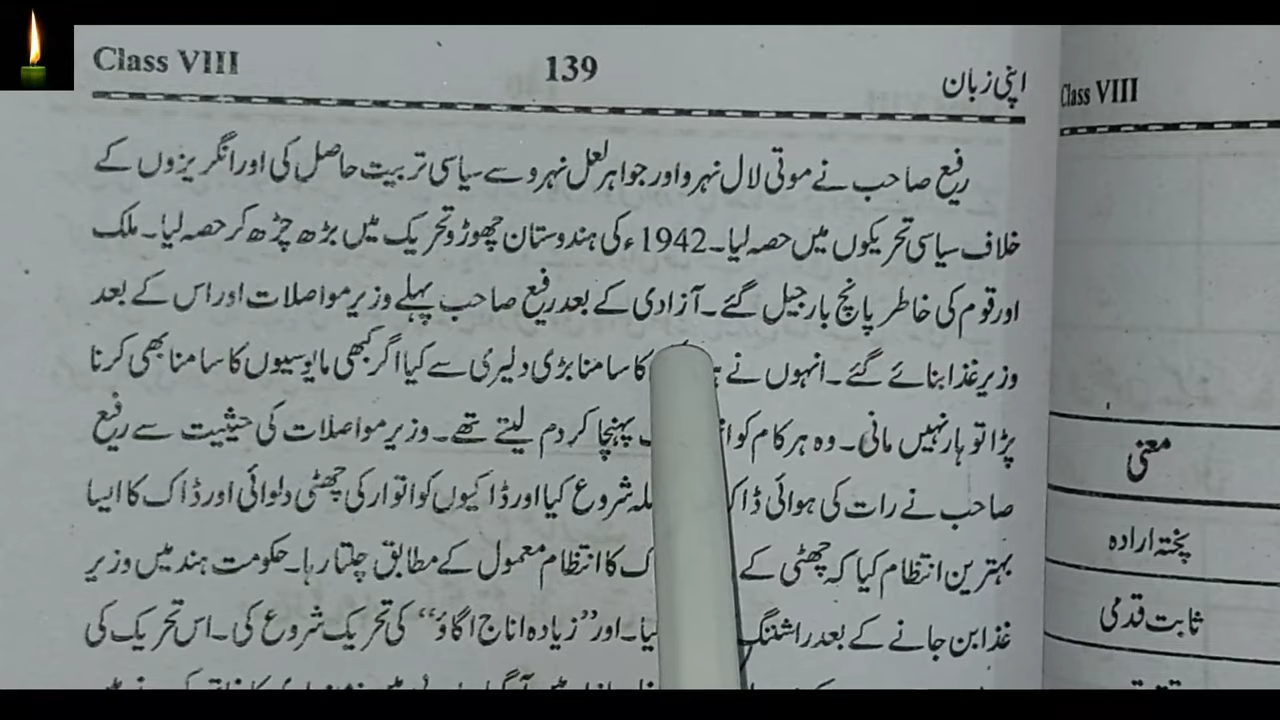 Class VIII 139 اپنی زبان
رفیع صاحب نے موتی لال نہرو اور جواہر لعل نہرو سے سیاسی تربیت حاصل کی اور انگریزوں کے
خلاف سیاسی تحریکوں میں حصہ لیا۔ 1942ء کی ہندوستان چھوڑو تحریک میں بڑھ چڑھ کر حصہ لیا۔ ملک
اور قوم کی خاطر پانچ بار جیل گئے۔ آزادی کے بعد رفیع صاحب پہلے وزیر مواصلات اور اس کے بعد
وزیر غذا بنائے گئے۔ انہوں نے کا سامنا بڑی دلیری سے کیا اگر کبھی مایوسیوں کا سامنا بھی کرنا
پڑا تو ہار نہیں مانی۔ وہ ہر کام کو پہنچا کر دم لیتے تھے۔ وزیر مواصلات کی حیثیت سے رفیع
صاحب نے رات کی ہوائی شروع کیا اور ڈاکیوں کو اتوار کی چھٹی دلوائی اور ڈاک کا ایسا
بہترین انتظام کیا کہ چھٹی کے کا انتظام معمول کے مطابق چلتا رہا۔ حکومت ہند میں وزیر
غذا بن جانے کے بعد راشننگ اور ”زیادہ اناج اگاؤ“ کی تحریک شروع کی۔ اس تحریک کی
Class VIII
معنی
پختہ ارادہ
ثابت قدمی